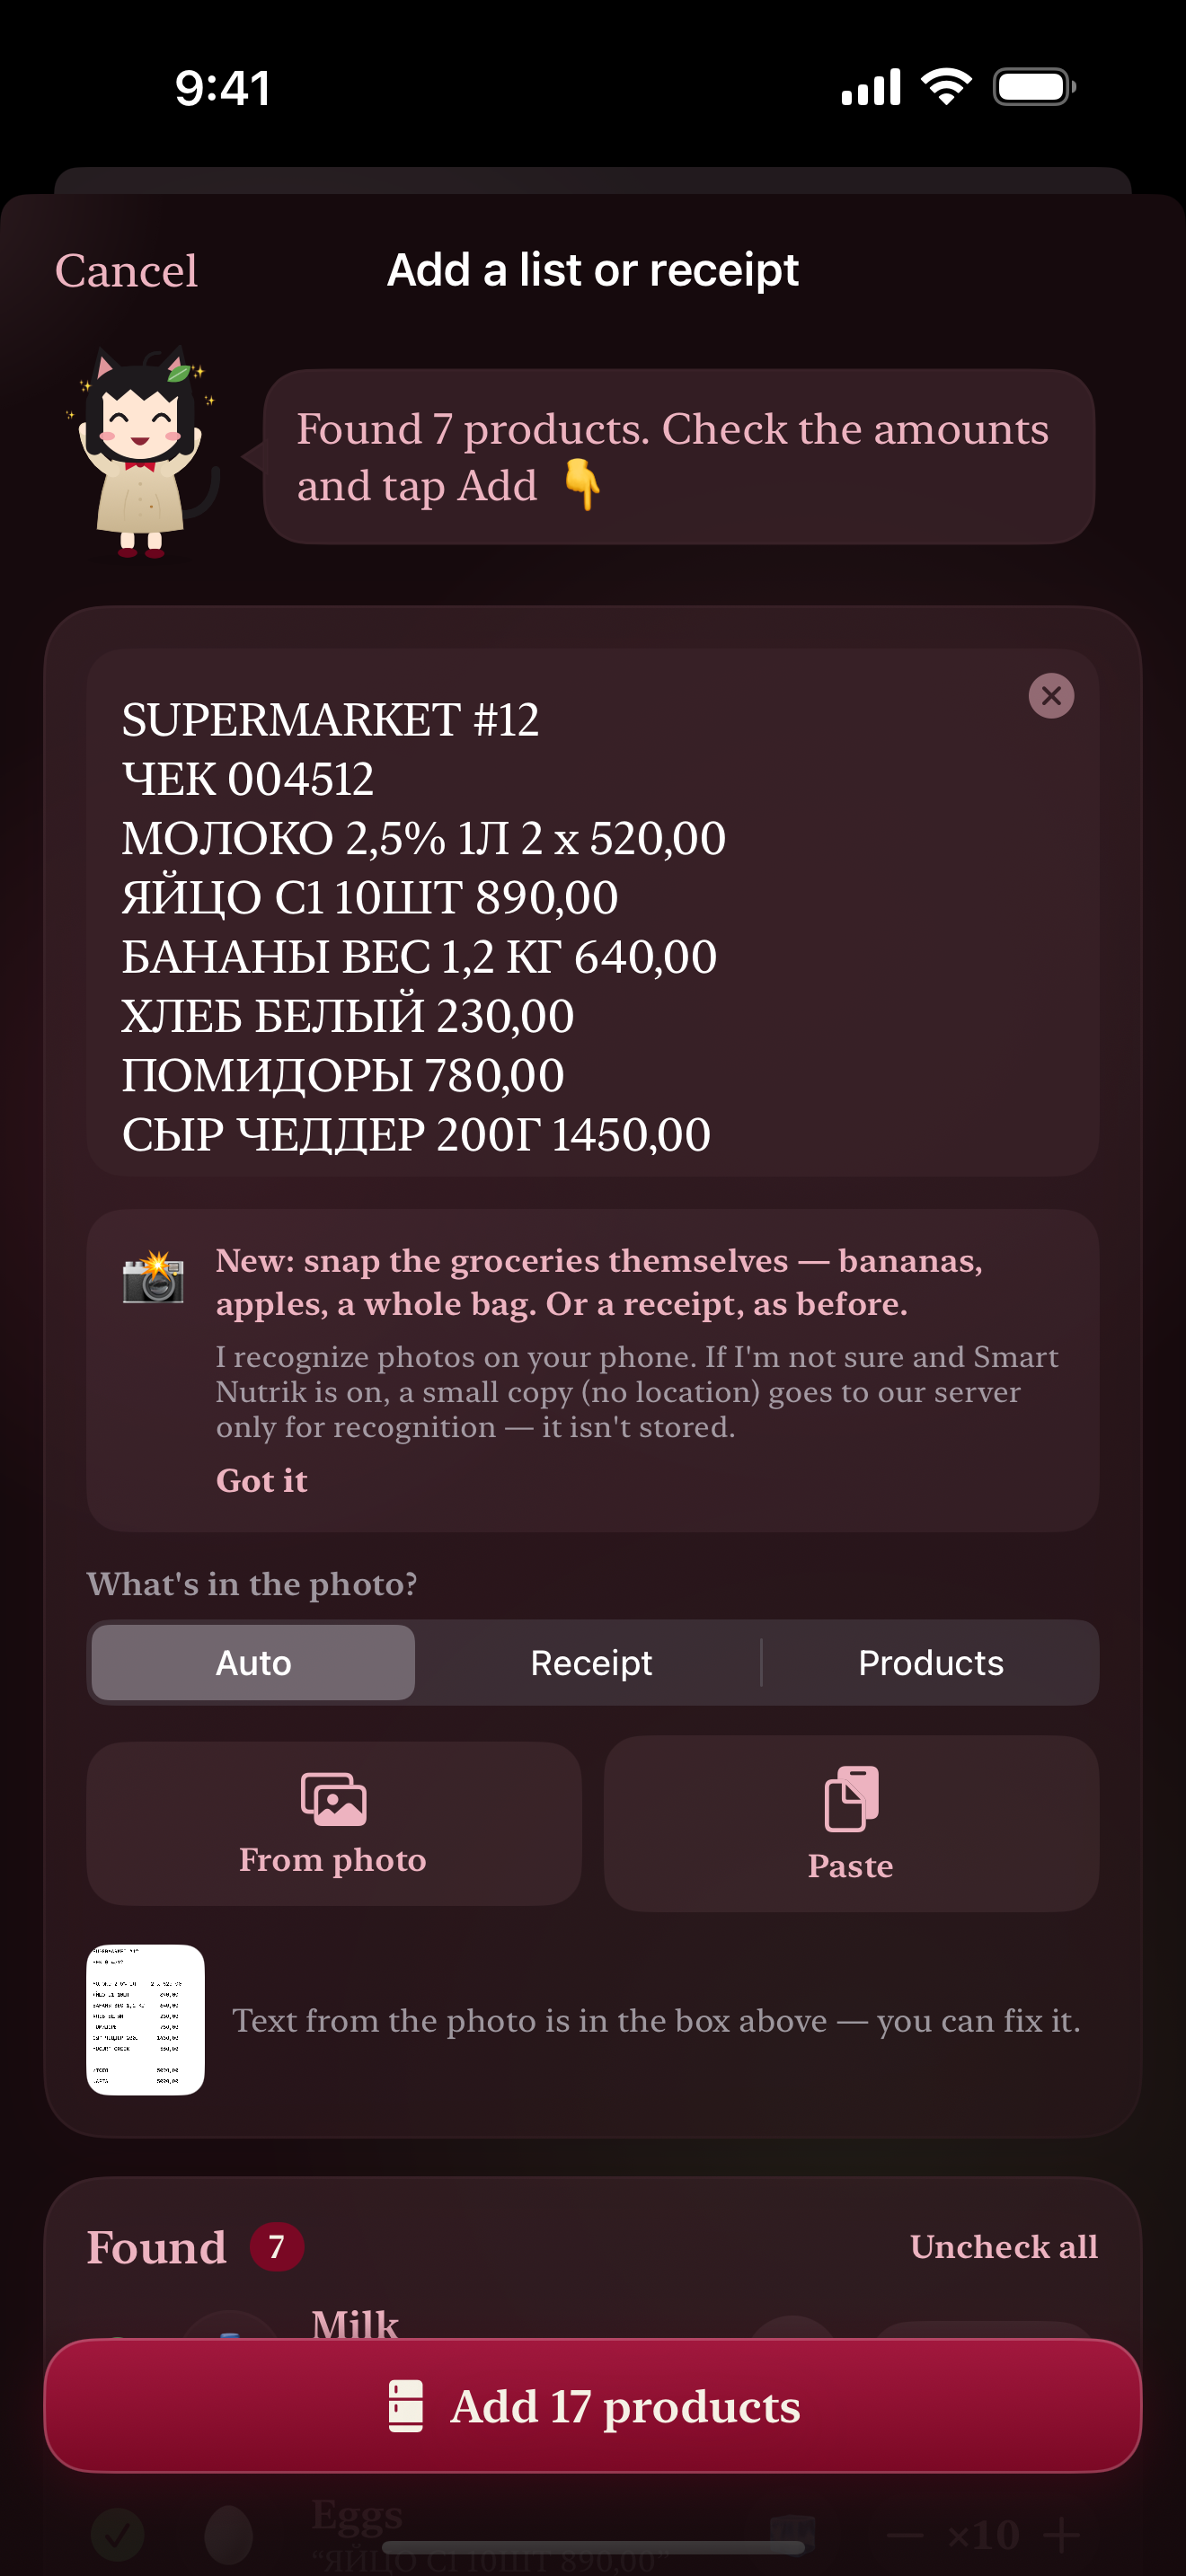 9:41
Cancel
Add a list or receipt
Found 7 products. Check the amounts
and tap Add 👇
SUPERMARKET #12
ЧЕК 004512
МОЛОКО 2,5% 1Л 2 x 520,00
ЯЙЦО С1 10ШТ 890,00
БАНАНЫ ВЕС 1,2 КГ 640,00
ХЛЕБ БЕЛЫЙ 230,00
ПОМИДОРЫ 780,00
СЫР ЧЕДДЕР 200Г 1450,00
New: snap the groceries themselves — bananas,
apples, a whole bag. Or a receipt, as before.
I recognize photos on your phone. If I'm not sure and Smart
Nutrik is on, a small copy (no location) goes to our server
only for recognition — it isn't stored.
Got it
What's in the photo?
Auto
Receipt
Products
From photo
Paste
Text from the photo is in the box above — you can fix it.
Found 7
Uncheck all
Milk
Add 17 products
Eggs
×10
"ЯЙЦО С1 10ШТ 890,00"